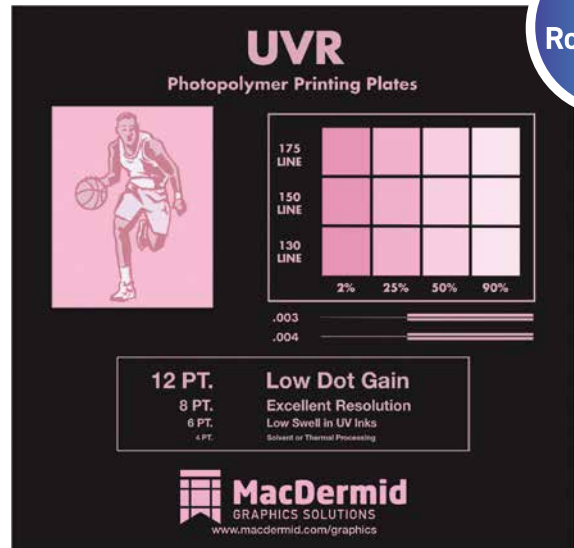 UVR
Photopolymer Printing Plates
175
LINE
150
LINE
130
LINE
2% 25% 50% 90%
.003
.004
12 PT. Low Dot Gain
8 PT. Excellent Resolution
6 PT. Low Swell in UV Inks
4 PT. Solvent or Thermal Processing
MacDermid
GRAPHICS SOLUTIONS
www.macdermid.com/graphics